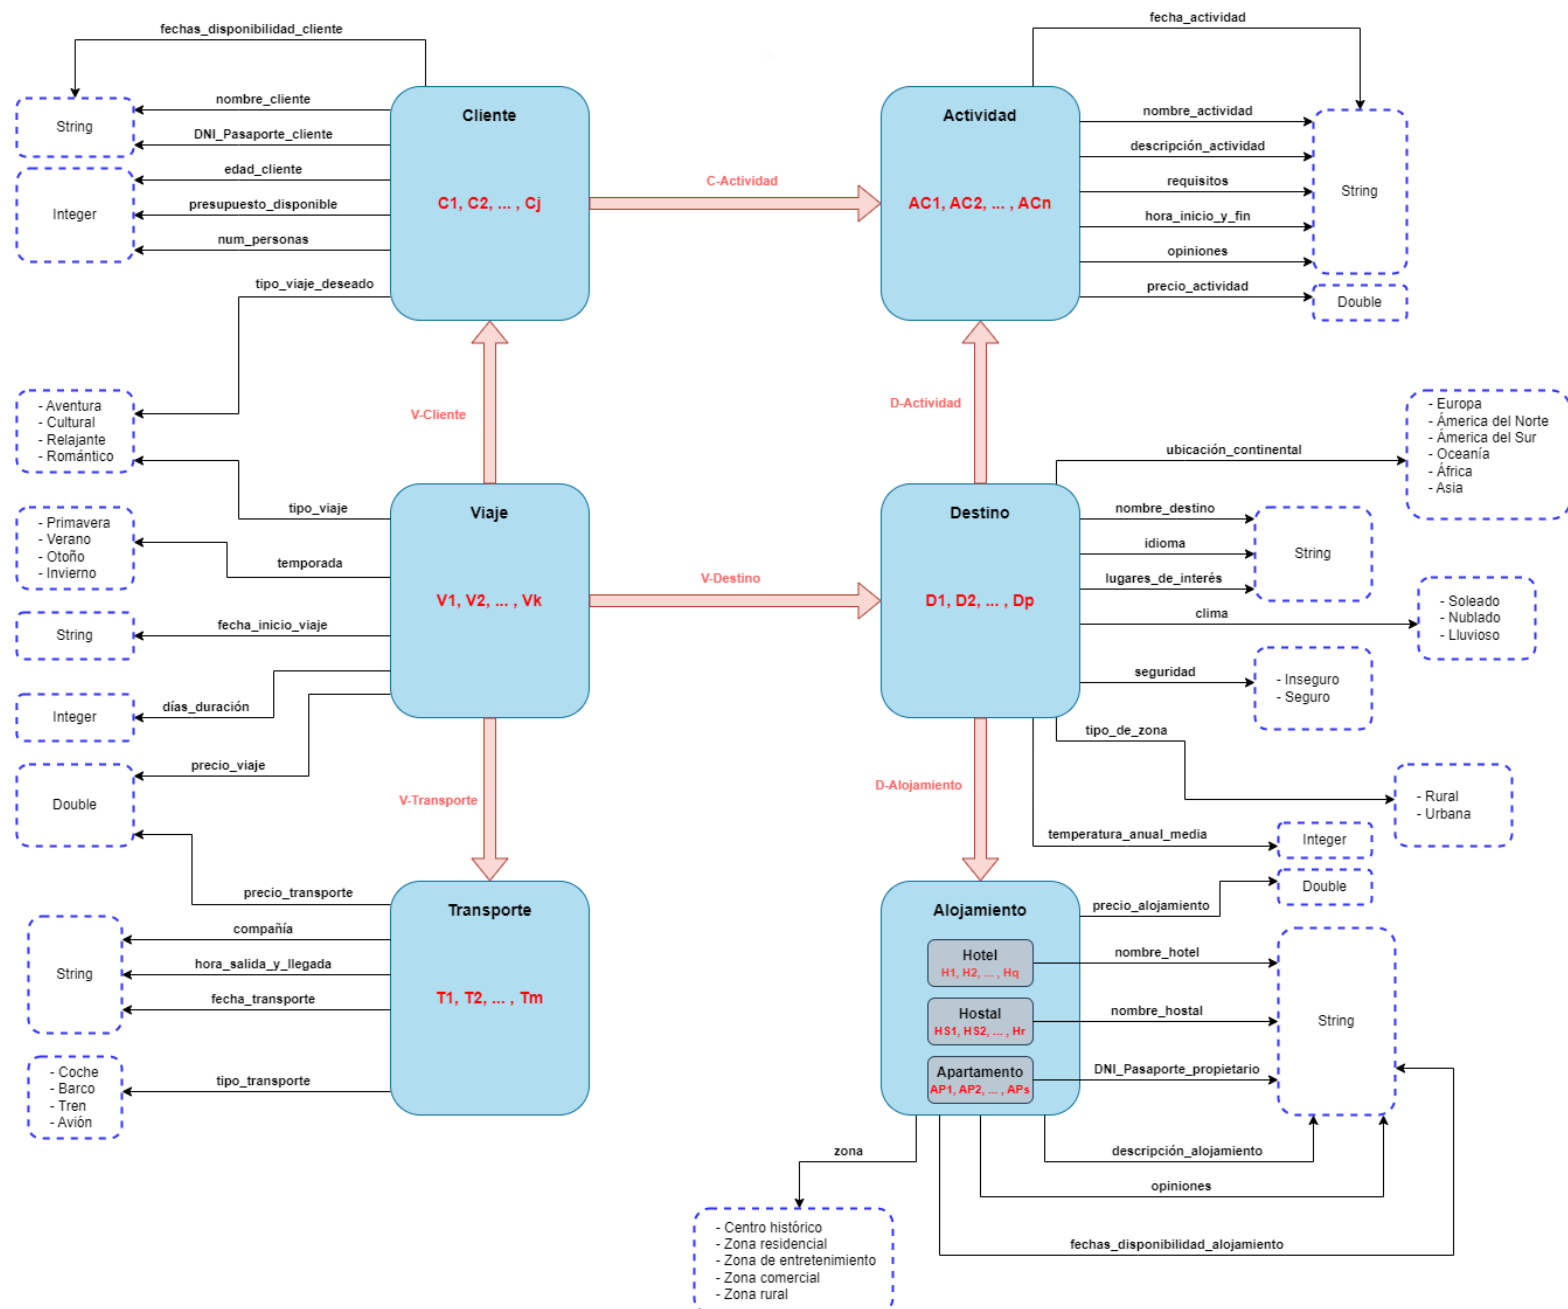 fechas_disponibilidad_cliente
nombre_cliente
DNI_Pasaporte_cliente
String
edad_cliente
presupuesto_disponible
num_personas
Integer
tipo_viaje_deseado
Cliente
C1, C2, ... , Cj
C-Actividad
fecha_actividad
Actividad
AC1, AC2, ... , ACn
nombre_actividad
descripción_actividad
requisitos
hora_inicio_y_fin
opiniones
String
precio_actividad
Double
V-Cliente
D-Actividad
- Aventura
- Cultural
- Relajante
- Romántico
tipo_viaje
- Primavera
- Verano
- Otoño
- Invierno
temporada
String
fecha_inicio_viaje
Integer
días_duración
precio_viaje
Double
Viaje
V1, V2, ... , Vk
V-Destino
Destino
D1, D2, ... , Dp
ubicación_continental
- Europa
- Ámerica del Norte
- Ámerica del Sur
- Oceanía
- África
- Asia
nombre_destino
idioma
lugares_de_interés
String
clima
- Soleado
- Nublado
- Lluvioso
seguridad
- Inseguro
- Seguro
tipo_de_zona
- Rural
- Urbana
temperatura_anual_media
Integer
V-Transporte
D-Alojamiento
precio_transporte
compañía
hora_salida_y_llegada
fecha_transporte
String
tipo_transporte
- Coche
- Barco
- Tren
- Avión
Transporte
T1, T2, ... , Tm
Alojamiento
precio_alojamiento
Double
Hotel
H1, H2, ... , Hq
nombre_hotel
Hostal
HS1, HS2, ... , Hr
nombre_hostal
Apartamento
AP1, AP2, ... , APs
DNI_Pasaporte_propietario
String
zona
descripción_alojamiento
opiniones
fechas_disponibilidad_alojamiento
- Centro histórico
- Zona residencial
- Zona de entretenimiento
- Zona comercial
- Zona rural